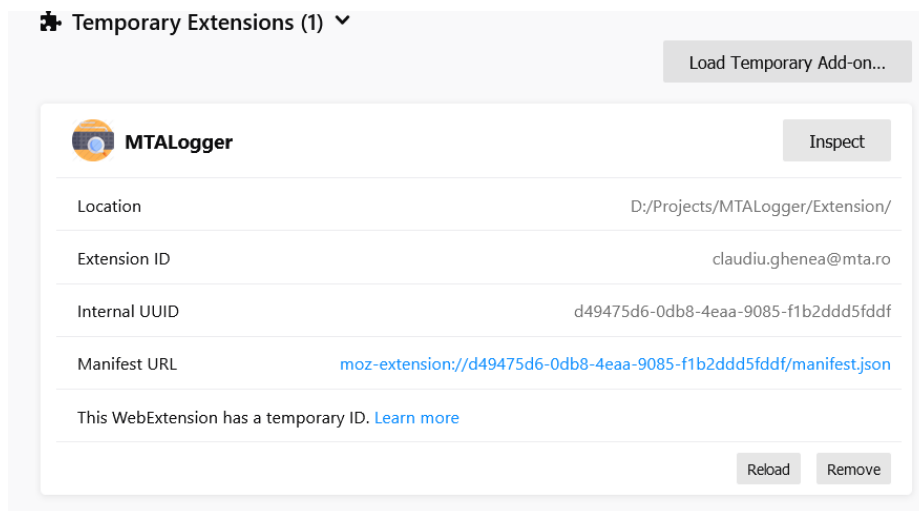 Temporary Extensions (1)
Load Temporary Add-on...
MTALogger
Inspect
Location D:/Projects/MTALogger/Extension/
Extension ID claudiu.ghenea@mta.ro
Internal UUID d49475d6-0db8-4eaa-9085-f1b2ddd5fddf
Manifest URL moz-extension://d49475d6-0db8-4eaa-9085-f1b2ddd5fddf/manifest.json
This WebExtension has a temporary ID. Learn more
Reload Remove